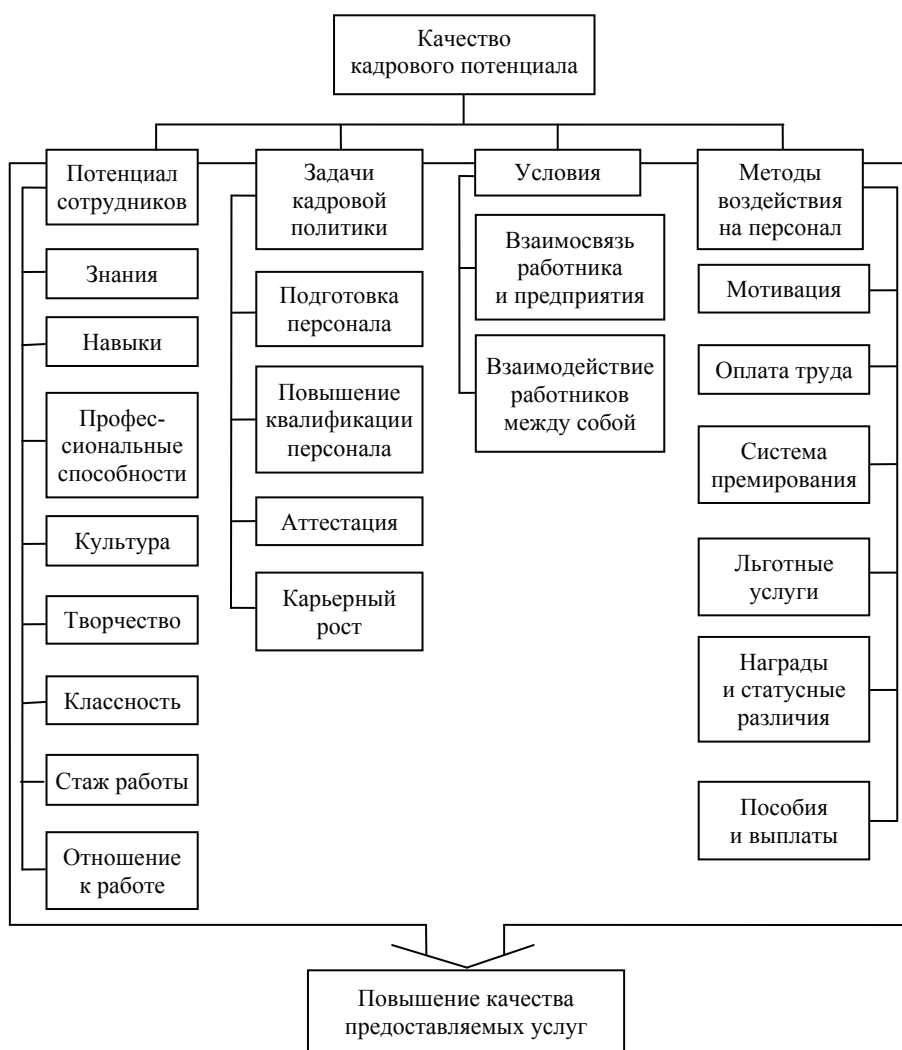 Качество
кадрового потенциала
Потенциал
сотрудников
Знания
Навыки
Профес-
сиональные
способности
Культура
Творчество
Классность
Стаж работы
Отношение
к работе
Задачи
кадровой
политики
Подготовка
персонала
Повышение
квалификации
персонала
Аттестация
Карьерный
рост
Условия
Взаимосвязь
работника
и предприятия
Взаимодействие
работников
между собой
Методы
воздействия
на персонал
Мотивация
Оплата труда
Система
премирования
Льготные
услуги
Награды
и статусные
различия
Пособия
и выплаты
Повышение качества
предоставляемых услуг